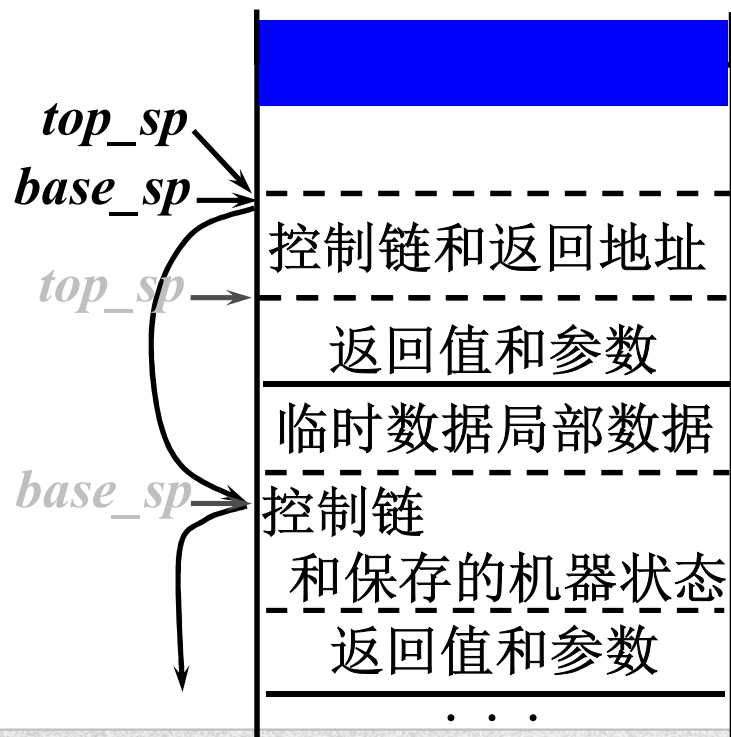 top_sp
base_sp
控制链和返回地址
top_sp
返回值和参数
临时数据局部数据
base_sp
控制链
和保存的机器状态
返回值和参数
. . .